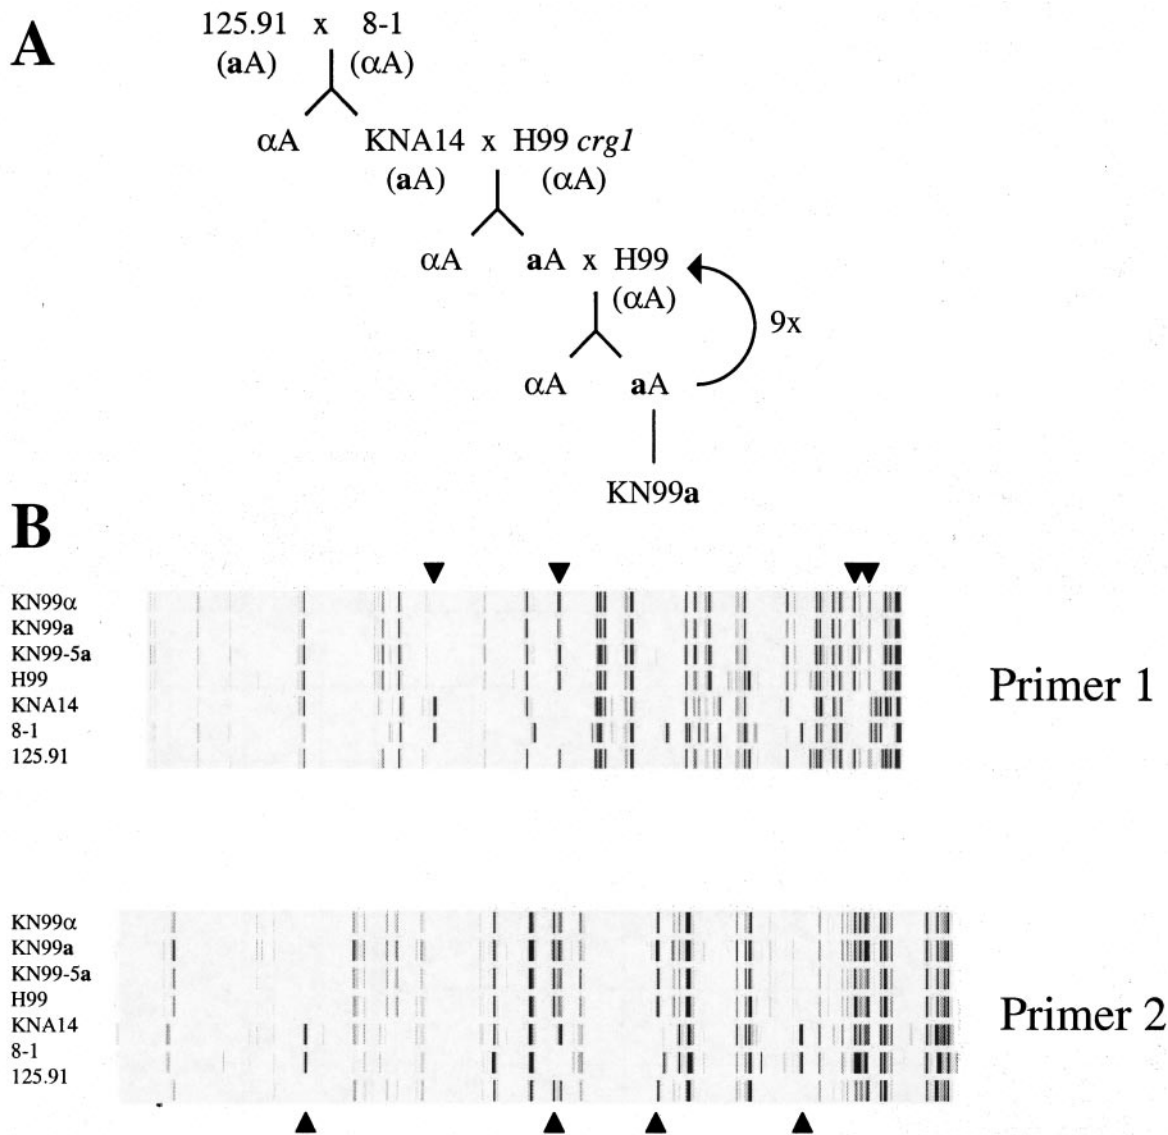 A
125.91 x 8-1
(aA) (αA)
αA KNA14 x H99 crg1
(aA) (αA)
αA aA x H99
(αA)
9x
αA aA
KN99a
B
KN99α
KN99a
KN99-5a
H99
KNA14
8-1
125.91
Primer 1
KN99α
KN99a
KN99-5a
H99
KNA14
8-1
125.91
Primer 2